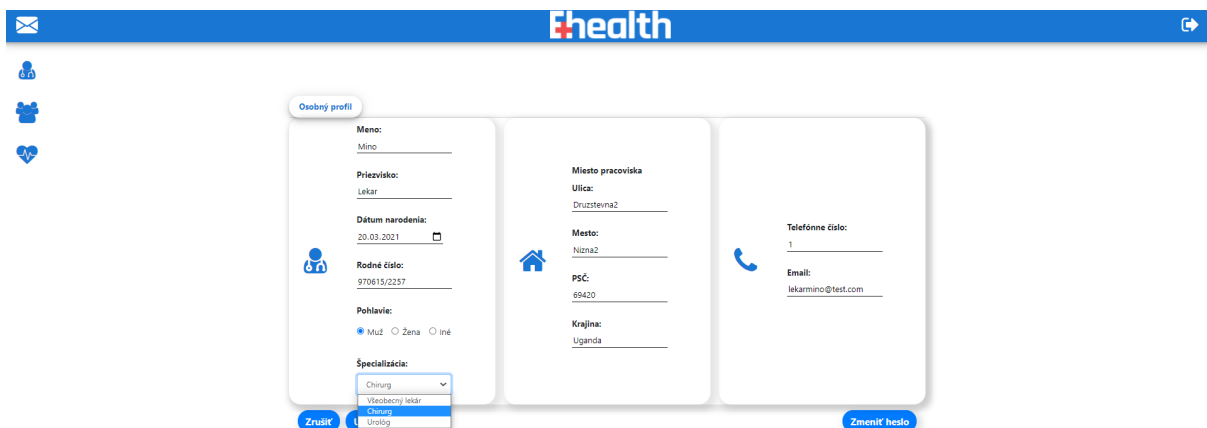 Ehealth
Osobný profil
Meno:
Mino
Priezvisko:
Lekar
Dátum narodenia:
20.03.2021
Rodné číslo:
970615/2257
Pohlavie:
Muž Žena Iné
Špecializácia:
Chirurg
Všeobecný lekár
Chirurg
Urológ
Miesto pracoviska
Ulica:
Druzstevna2
Mesto:
Nizna2
PSČ:
69420
Krajina:
Uganda
Telefónne číslo:
1
Email:
lekarmino@test.com
Zrušiť
Zmeniť heslo